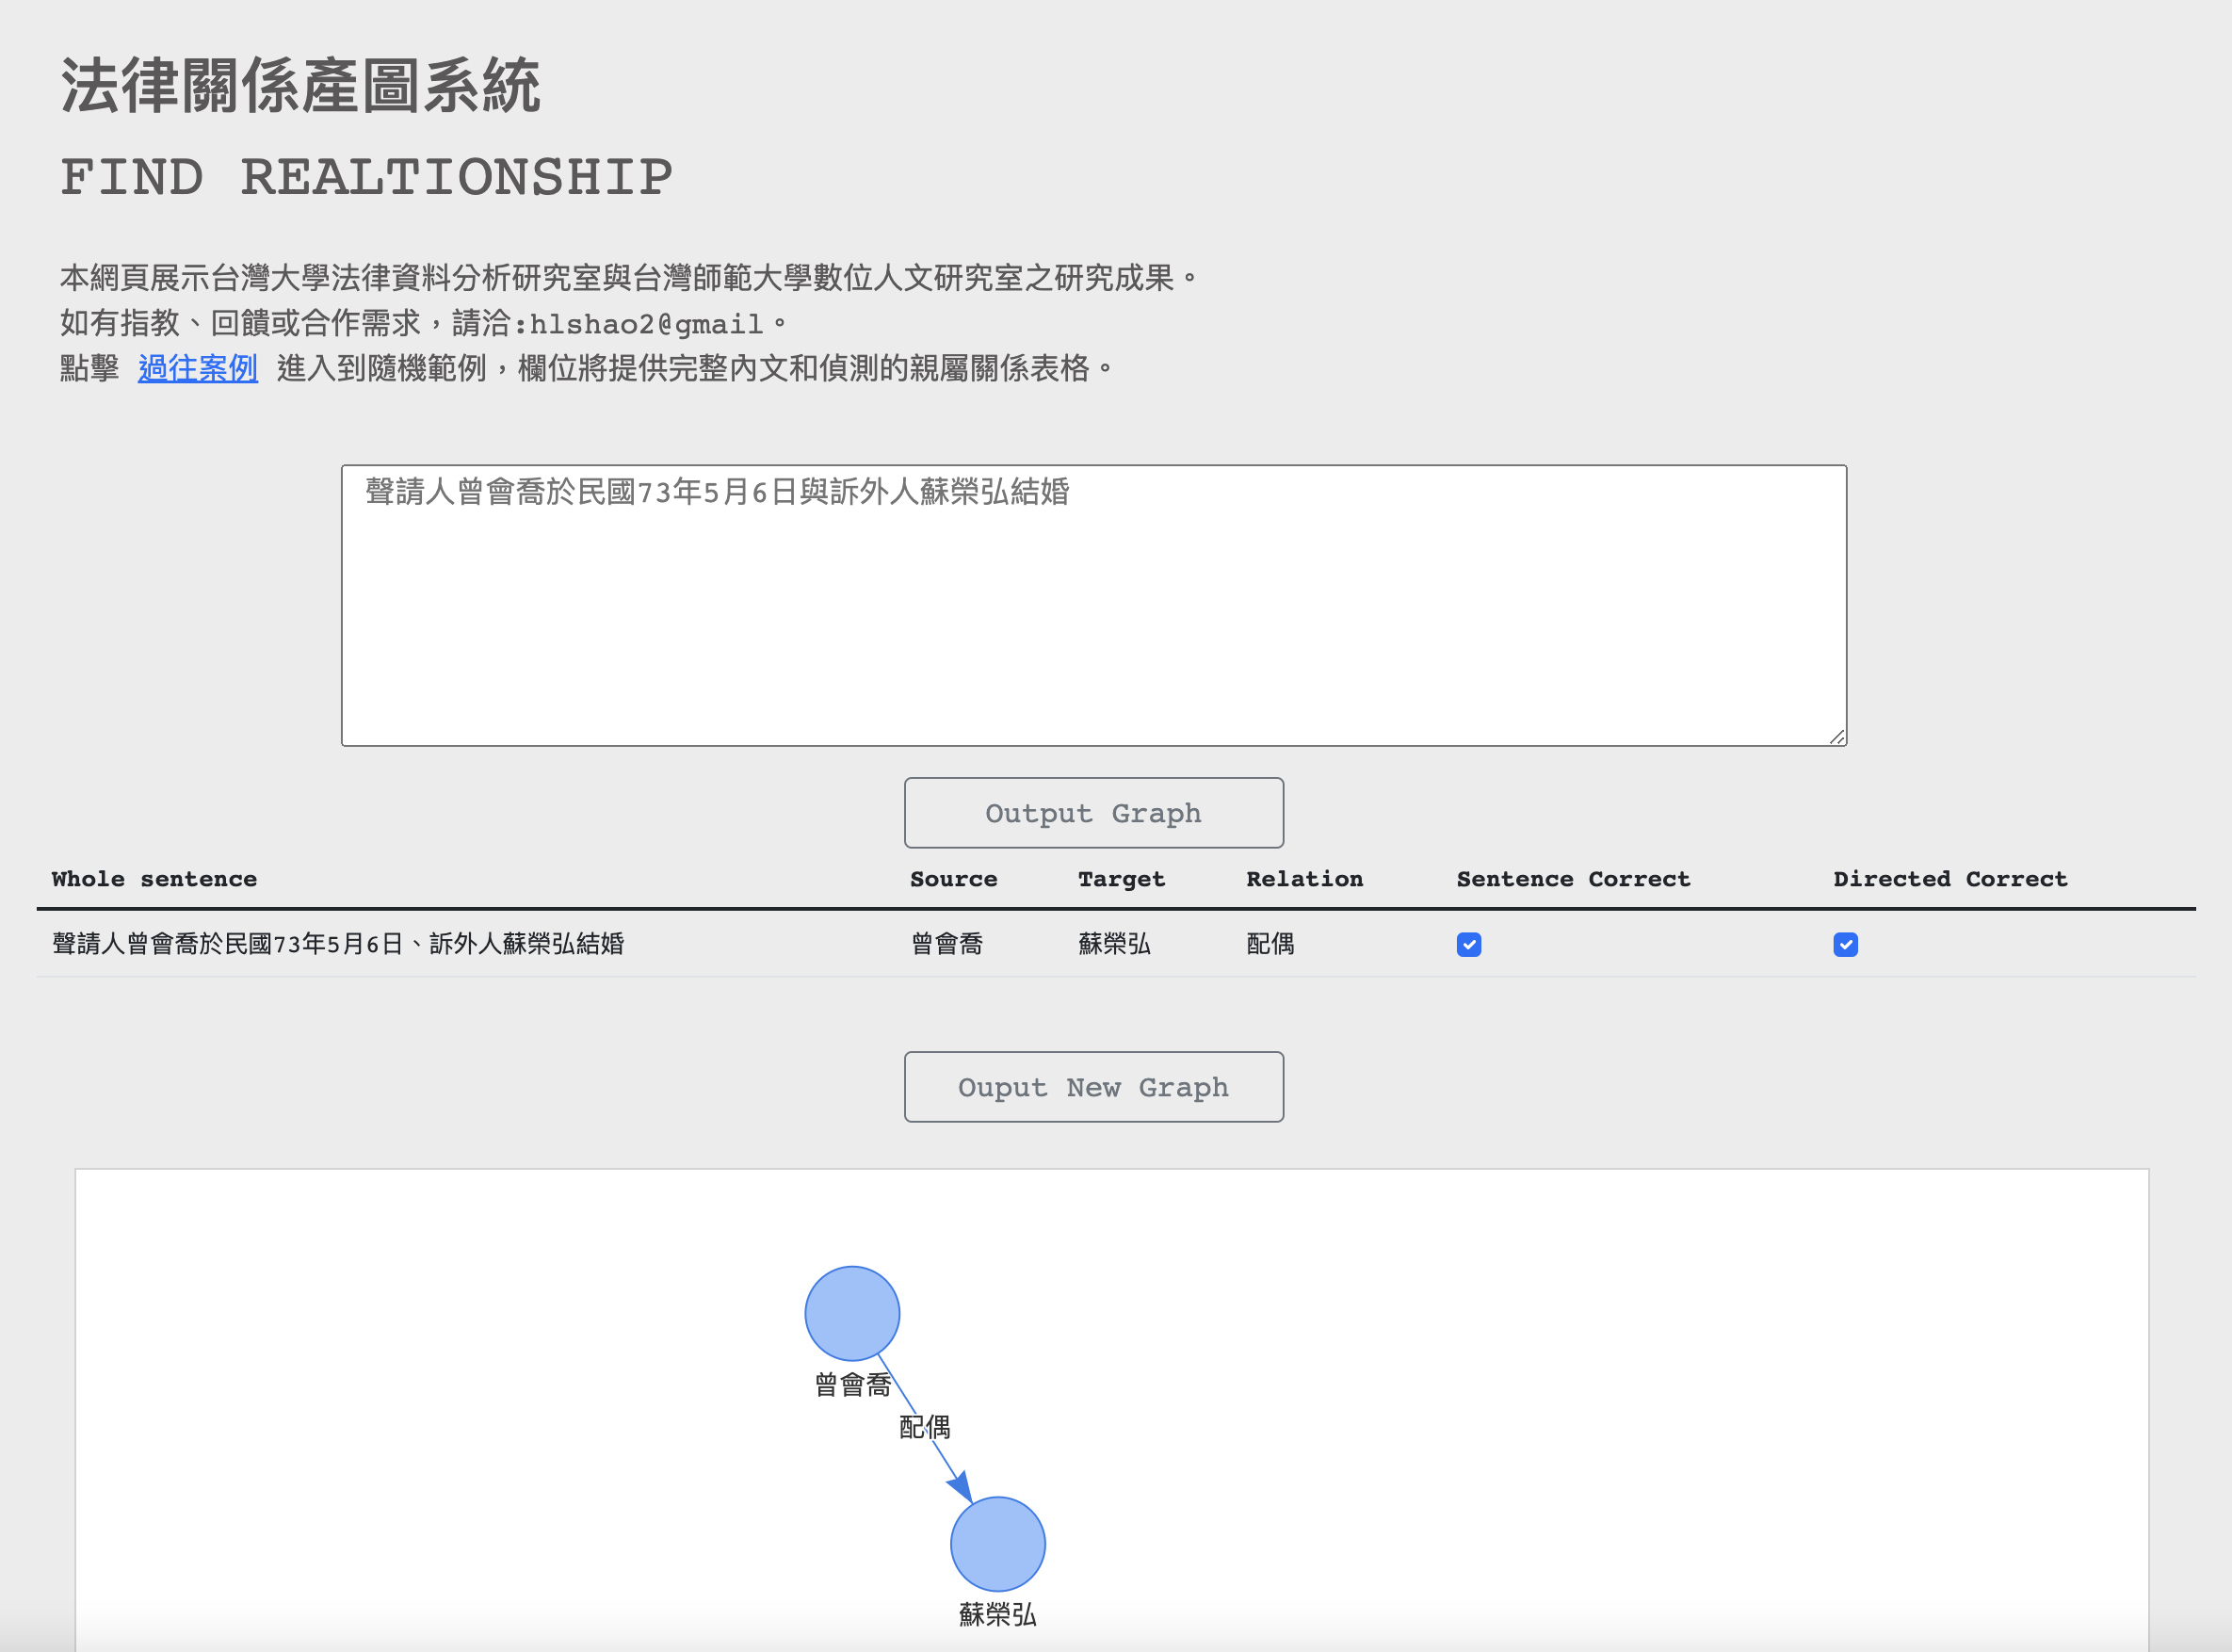 法律關係產圖系統
FIND REALTIONSHIP
本網頁展示台灣大學法律資料分析研究室與台灣師範大學數位人文研究室之研究成果。
如有指教、回饋或合作需求，請洽:hlshao2@gmail。
點擊 過往案例 進入到隨機範例，欄位將提供完整內文和偵測的親屬關係表格。
聲請人曾會喬於民國73年5月6日與訴外人蘇榮弘結婚
Output Graph
Whole sentence Source Target Relation Sentence Correct Directed Correct
聲請人曾會喬於民國73年5月6日、訴外人蘇榮弘結婚 曾會喬 蘇榮弘 配偶
Ouput New Graph
曾會喬
配偶
蘇榮弘